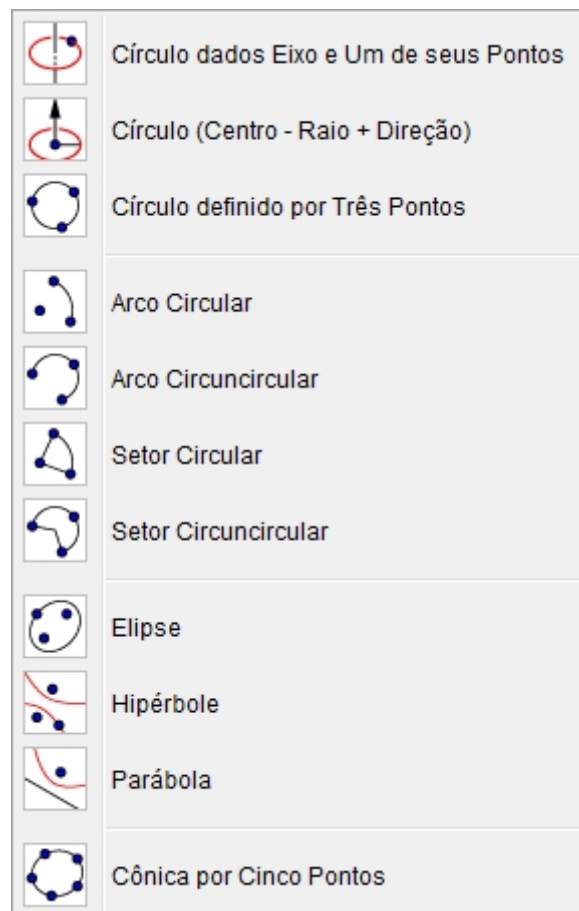 Círculo dados Eixo e Um de seus Pontos
Círculo (Centro - Raio + Direção)
Círculo definido por Três Pontos
Arco Circular
Arco Circuncircular
Setor Circular
Setor Circuncircular
Elipse
Hipérbole
Parábola
Cônica por Cinco Pontos